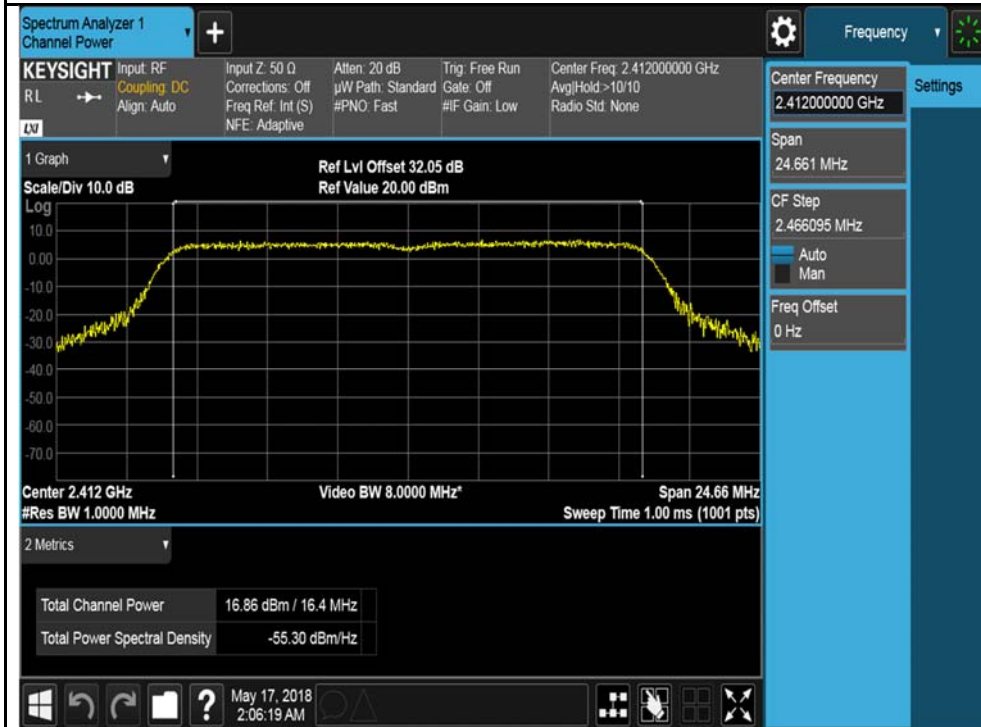 Spectrum Analyzer 1
Channel Power
+
Frequency
KEYSIGHT
RL
LXI
Input: RF
Coupling: DC
Align: Auto
Input Z: 50 Ω
Corrections: Off
Freq Ref: Int (S)
NFE: Adaptive
Atten: 20 dB
µW Path: Standard
#PNO: Fast
Trig: Free Run
Gate: Off
#IF Gain: Low
Center Freq: 2.412000000 GHz
Avg|Hold:>10/10
Radio Std: None
Center Frequency
2.412000000 GHz
Settings
Span
24.661 MHz
CF Step
2.466095 MHz
Auto
Man
Freq Offset
0 Hz
1 Graph
Scale/Div 10.0 dB
Ref Lvl Offset 32.05 dB
Ref Value 20.00 dBm
Log
10.0
0.00
-10.0
-20.0
-30.0
-40.0
-50.0
-60.0
-70.0
Center 2.412 GHz
#Res BW 1.0000 MHz
Video BW 8.0000 MHz*
Span 24.66 MHz
Sweep Time 1.00 ms (1001 pts)
2 Metrics
Total Channel Power 16.86 dBm / 16.4 MHz
Total Power Spectral Density -55.30 dBm/Hz
?
May 17, 2018
2:06:19 AM